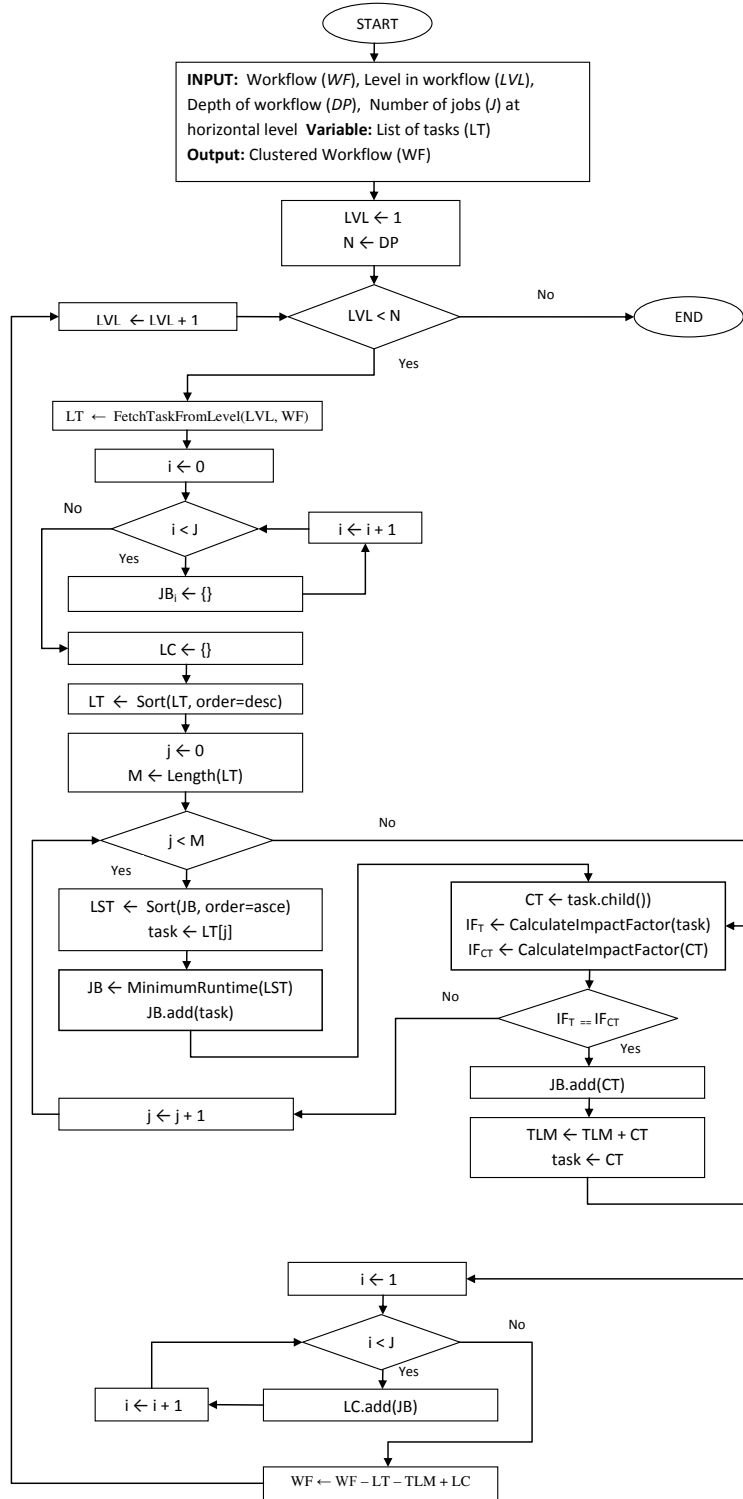 START
INPUT: Workflow (WF), Level in workflow (LVL),
Depth of workflow (DP), Number of jobs (J) at
horizontal level Variable: List of tasks (LT)
Output: Clustered Workflow (WF)
LVL ← 1
N ← DP
LVL ← LVL + 1
LVL < N
No
END
Yes
LT ← FetchTaskFromLevel(LVL, WF)
i ← 0
No
i < J
i ← i + 1
Yes
JBi ← {}
LC ← {}
LT ← Sort(LT, order=desc)
j ← 0
M ← Length(LT)
j < M
No
Yes
LST ← Sort(JB, order=asce)
task ← LT[j]
CT ← task.child())
IFT ← CalculateImpactFactor(task)
IFCT ← CalculateImpactFactor(CT)
JB ← MinimumRuntime(LST)
JB.add(task)
No
IFT == IFCT
Yes
JB.add(CT)
j ← j + 1
TLM ← TLM + CT
task ← CT
i ← 1
i < J
No
Yes
i ← i + 1
LC.add(JB)
WF ← WF – LT – TLM + LC